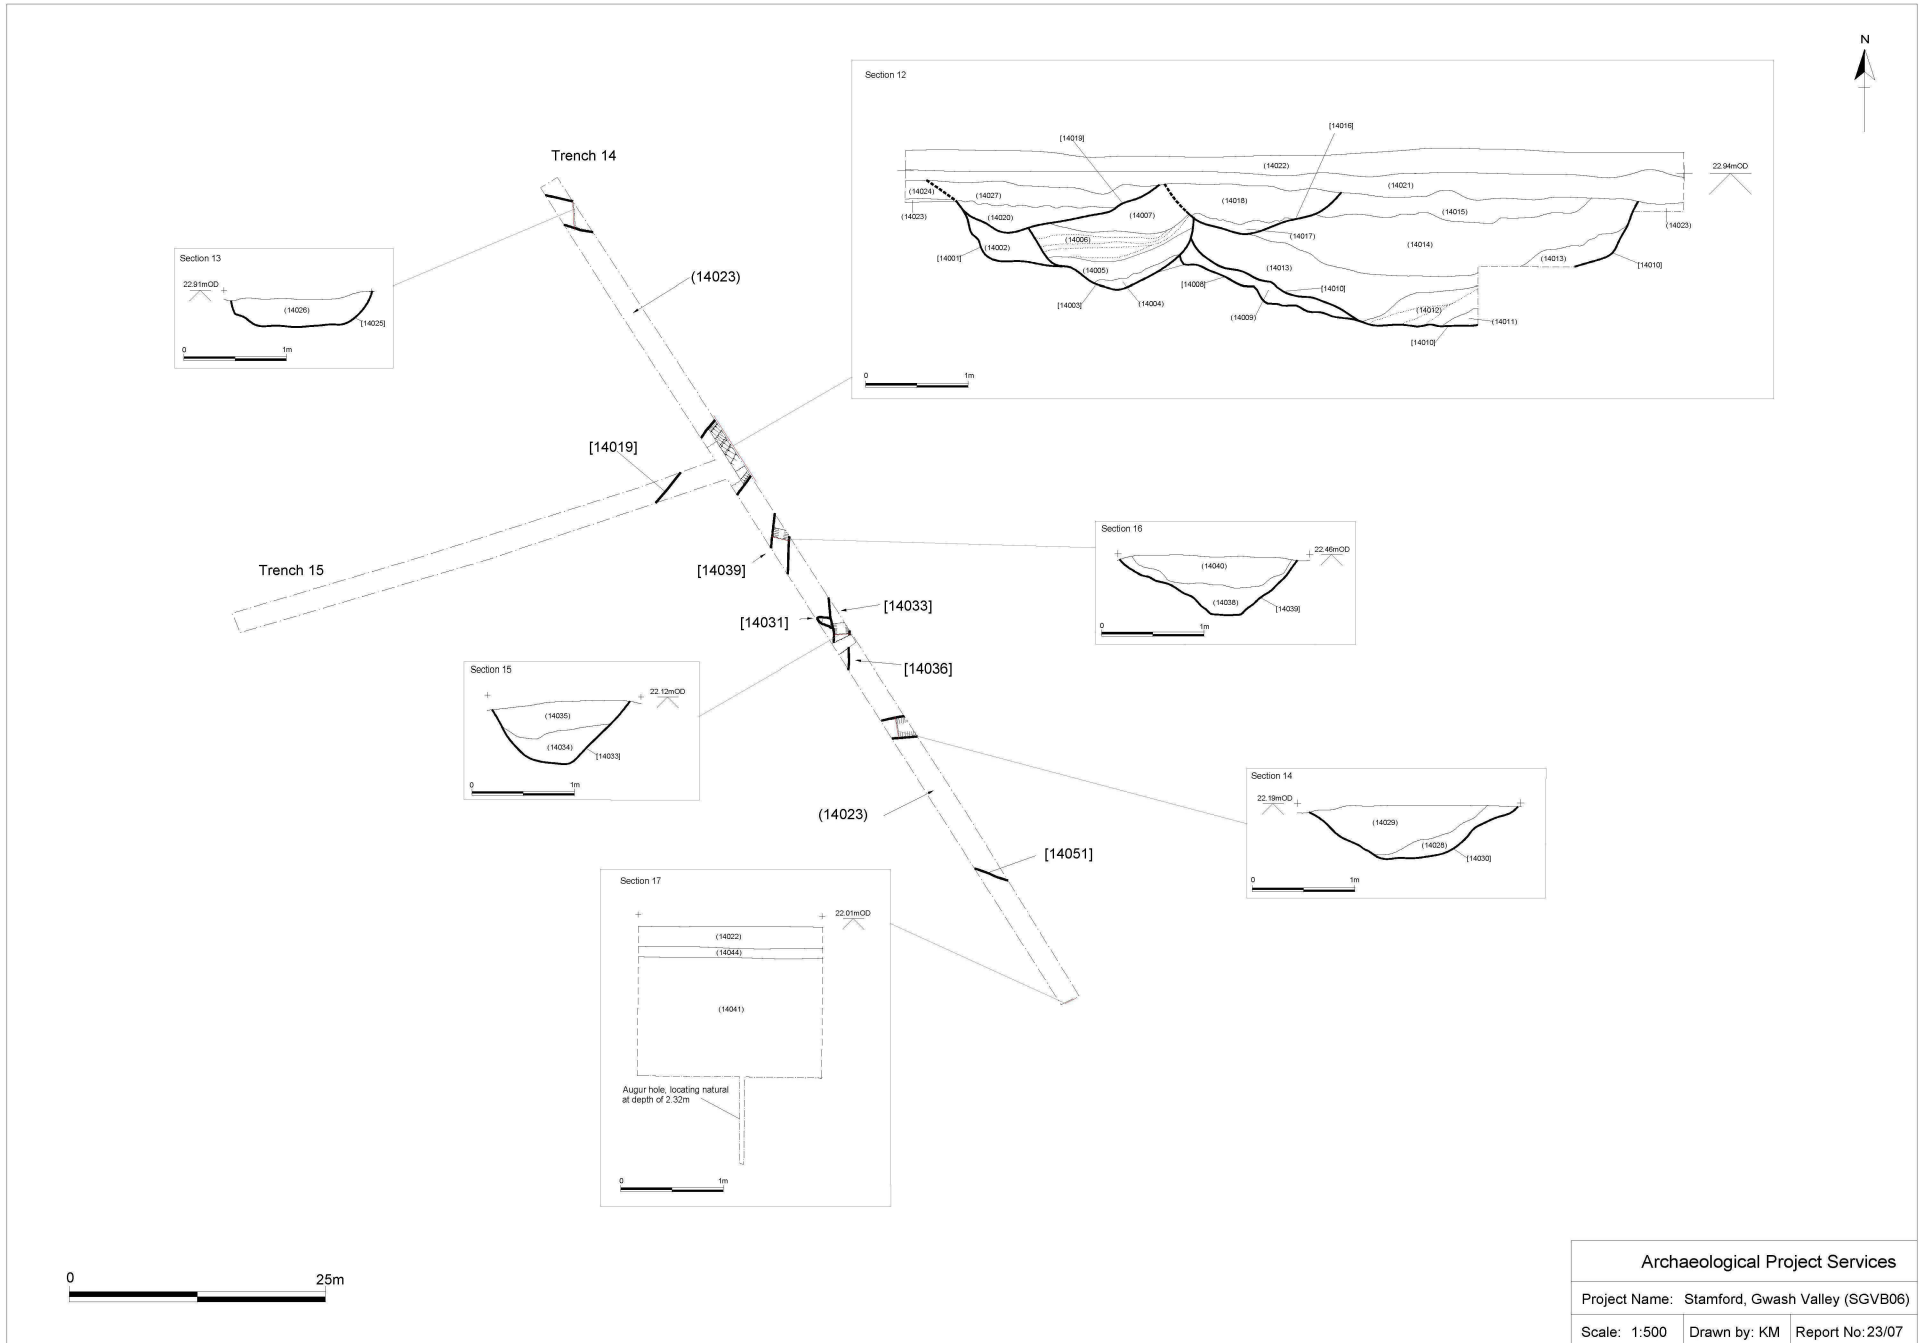 N
Section 12
[14019]
[14016]
(14022)
22.94mOD
(14024)
(14027)
(14021)
(14018)
(14015)
(14023)
(14020)
(14007)
(14023)
(14002)
(14006)
(14017)
(14014)
[14001]
(14005)
(14013)
(14013)
[14010]
[14003]
(14004)
[14008]
(14009)
[14010]
(14012)
(14011)
[14010]
0 1m
Trench 14
Section 13
22.91mOD
(14026)
[14025]
0 1m
(14023)
[14019]
Trench 15
[14039]
Section 16
22.46mOD
(14040)
(14038)
[14039]
0 1m
[14033]
[14031]
[14036]
Section 15
22.12mOD
(14035)
(14034)
[14033]
0 1m
Section 14
22.19mOD
(14029)
(14028)
[14030]
0 1m
(14023)
[14051]
Section 17
22.01mOD
(14022)
(14044)
(14041)
Augur hole, locating natural
at depth of 2.32m
0 1m
0 25m
Archaeological Project Services
Project Name: Stamford, Gwash Valley (SGVB06)
Scale: 1:500 Drawn by: KM Report No: 23/07